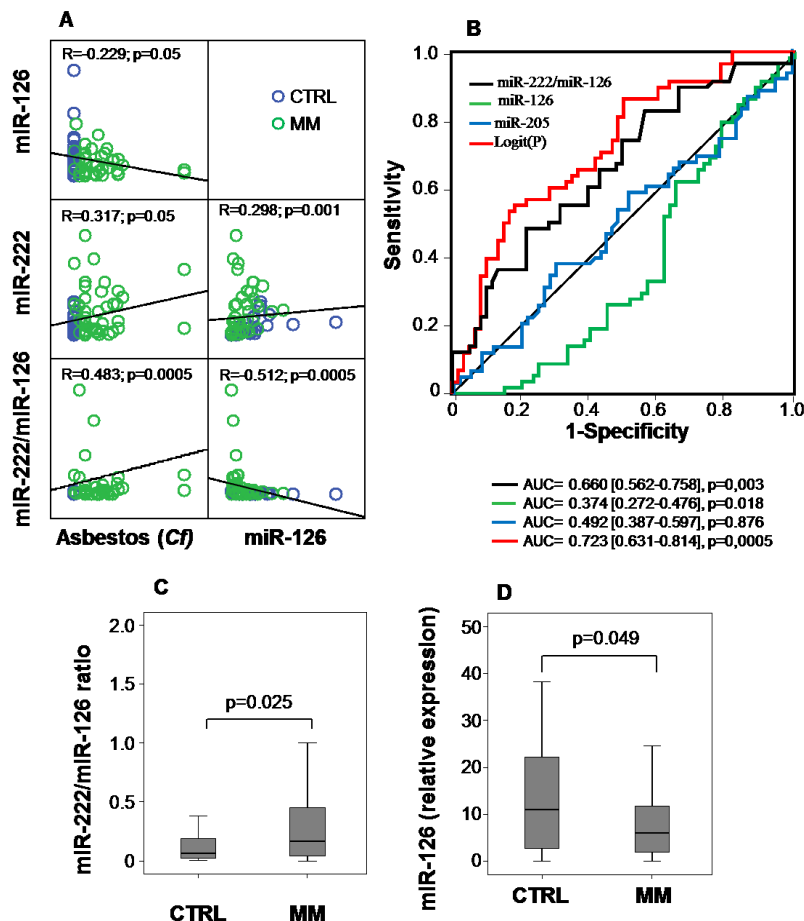 A
R=-0.229; p=0.05
miR-126
CTRL
MM
R=0.317; p=0.05
0.298; p=0.001
miR-222
R=0.483; p=0.0005
R=-0.512; p=0.0005
miR-222/miR-126
Asbestos (Cf)
miR-126
B
1.0
0.8
0.6
0.4
0.2
0
miR-222/miR-126
miR-126
miR-205
Logit(P)
Sensitivity
0 0.2 0.4 0.6 0.8 1.0
1-Specificity
AUC= 0.660 [0.562-0.758], p=0,003
AUC= 0.374 [0.272-0.476], p=0.018
AUC= 0.492 [0.387-0.597], p=0.876
AUC= 0.723 [0.631-0.814], p=0,0005
C
2.0
1.5
1.0
0.5
0
miR-222/miR-126 ratio
p=0.025
CTRL MM
D
50
40
30
20
10
0
miR-126 (relative expression)
p=0.049
CTRL MM